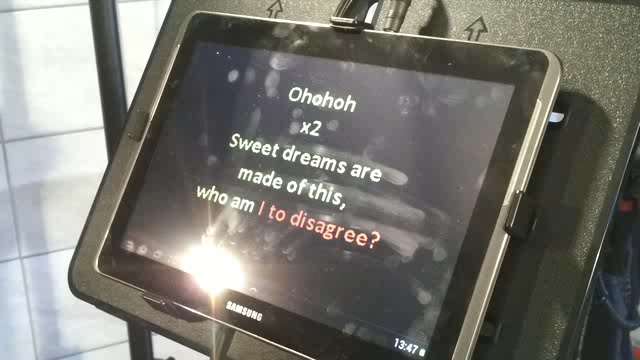 Ohohoh
x2
Sweet dreams are
made of this,
who am I to disagree?
SAMSUNG
13:47